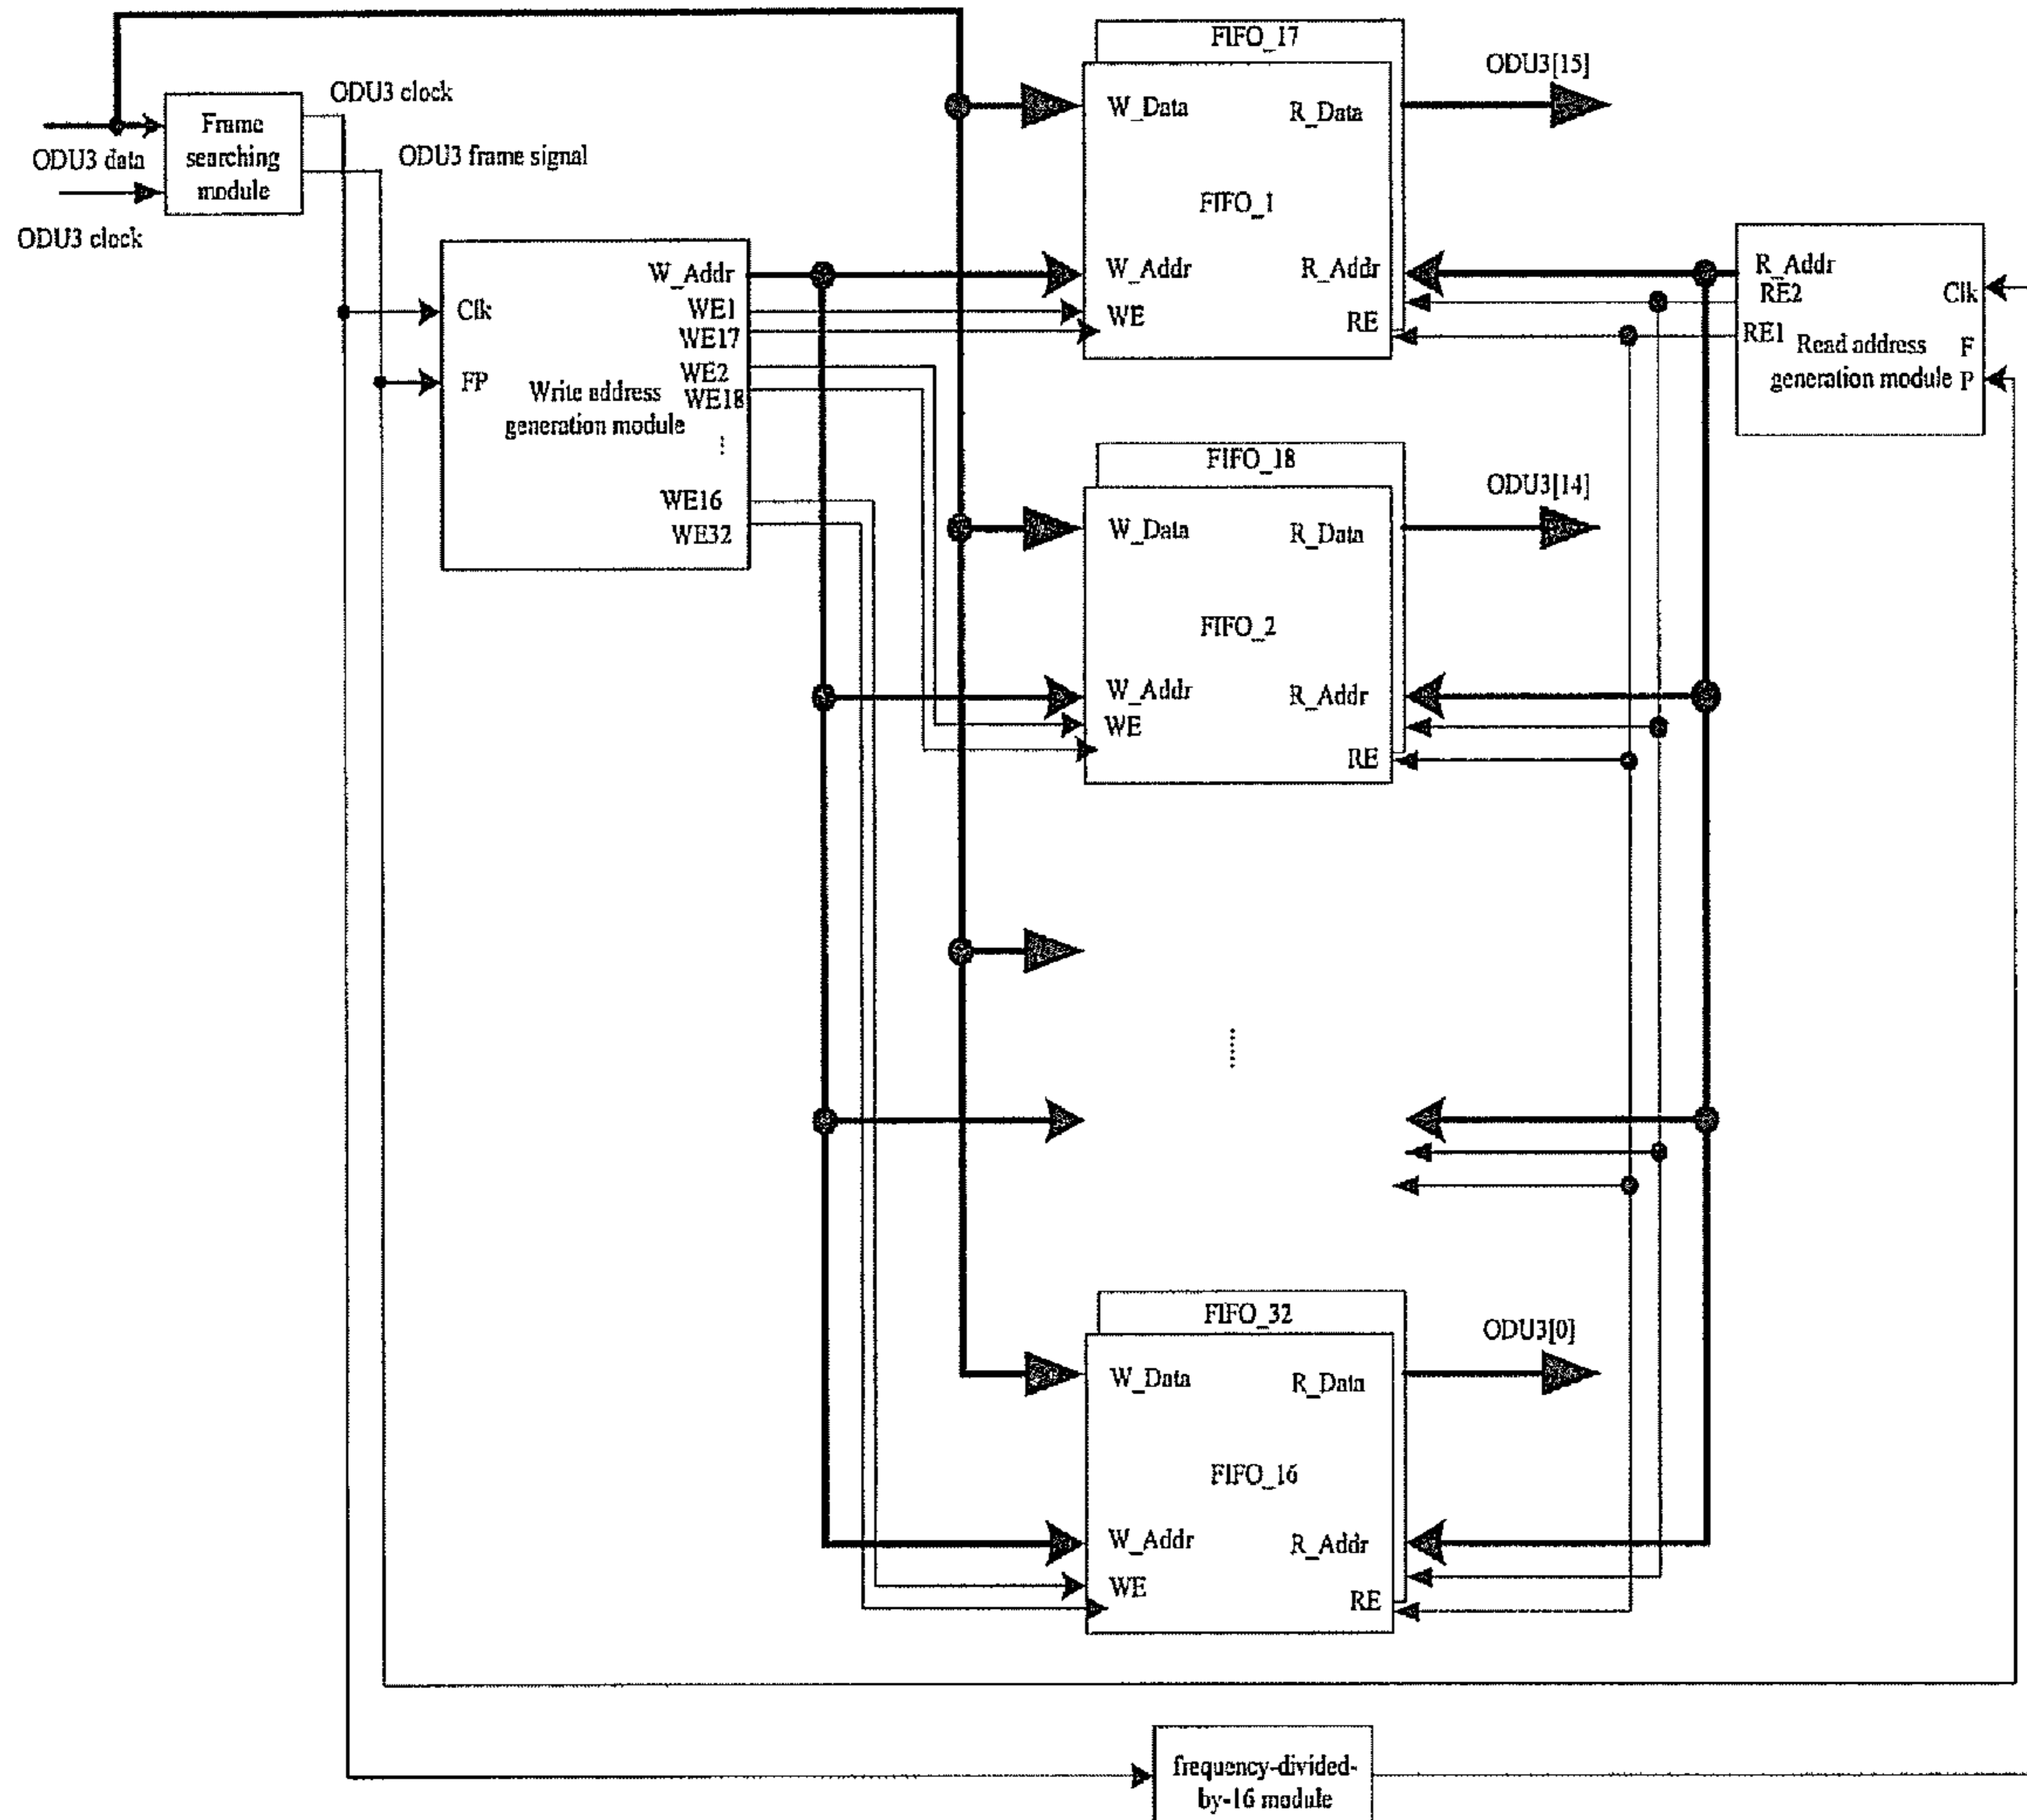 FIFO_17
ODU3[15]
ODU3 clock
Frame
searching
module
ODU3 data
ODU3 frame signal
ODU3 clock
W_Data
R_Data
FIFO_1
W_Addr
R_Addr
WE
RE
W_Addr
WE1
WE17
WE2
WE18
⋮
WE16
WE32
Clk
FP
Write address
generation module
R_Addr
RE2
RE1
Clk
F
P
Read address
generation module
FIFO_18
ODU3[14]
W_Data
R_Data
FIFO_2
W_Addr
R_Addr
WE
RE
......
FIFO_32
ODU3[0]
W_Data
R_Data
FIFO_16
W_Addr
R_Addr
WE
RE
frequency-divided-
by-16 module